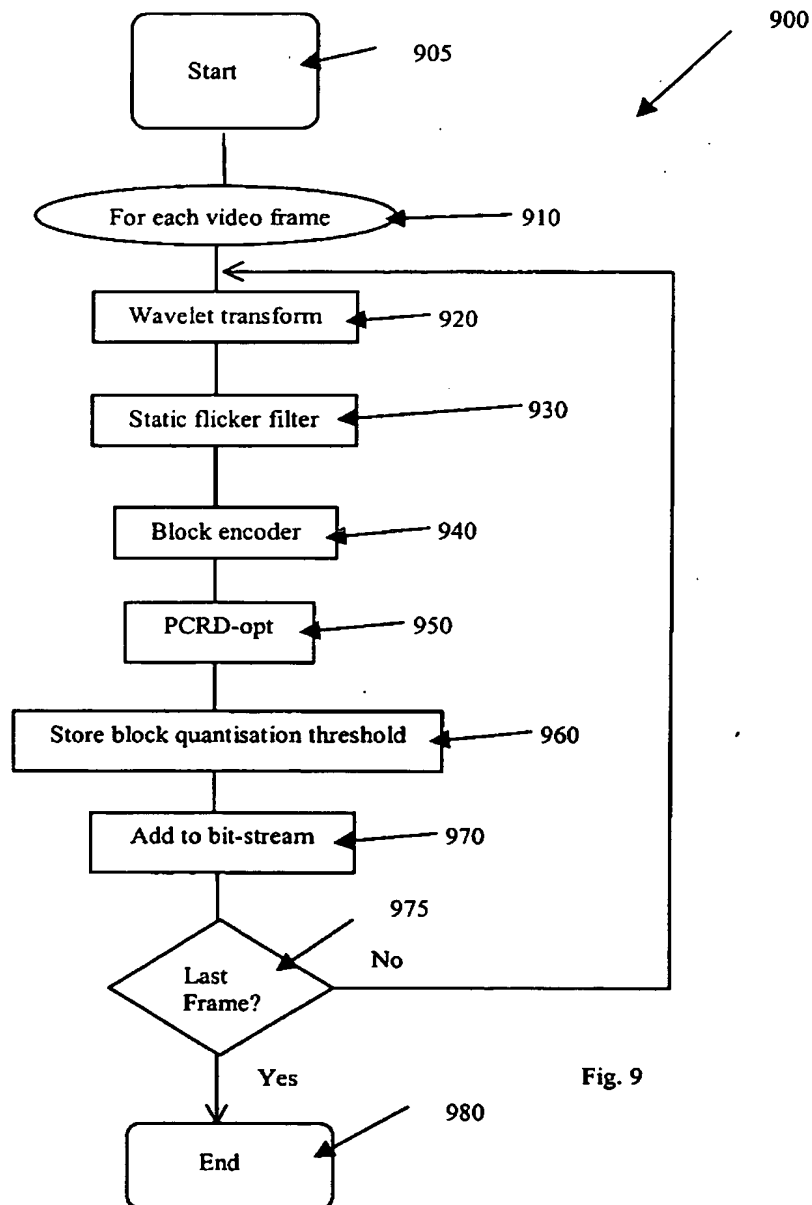 900
Start
905
For each video frame
910
Wavelet transform
920
Static flicker filter
930
Block encoder
940
PCRD-opt
950
Store block quantisation threshold
960
Add to bit-stream
970
975
Last
Frame?
No
Yes
Fig. 9
980
End